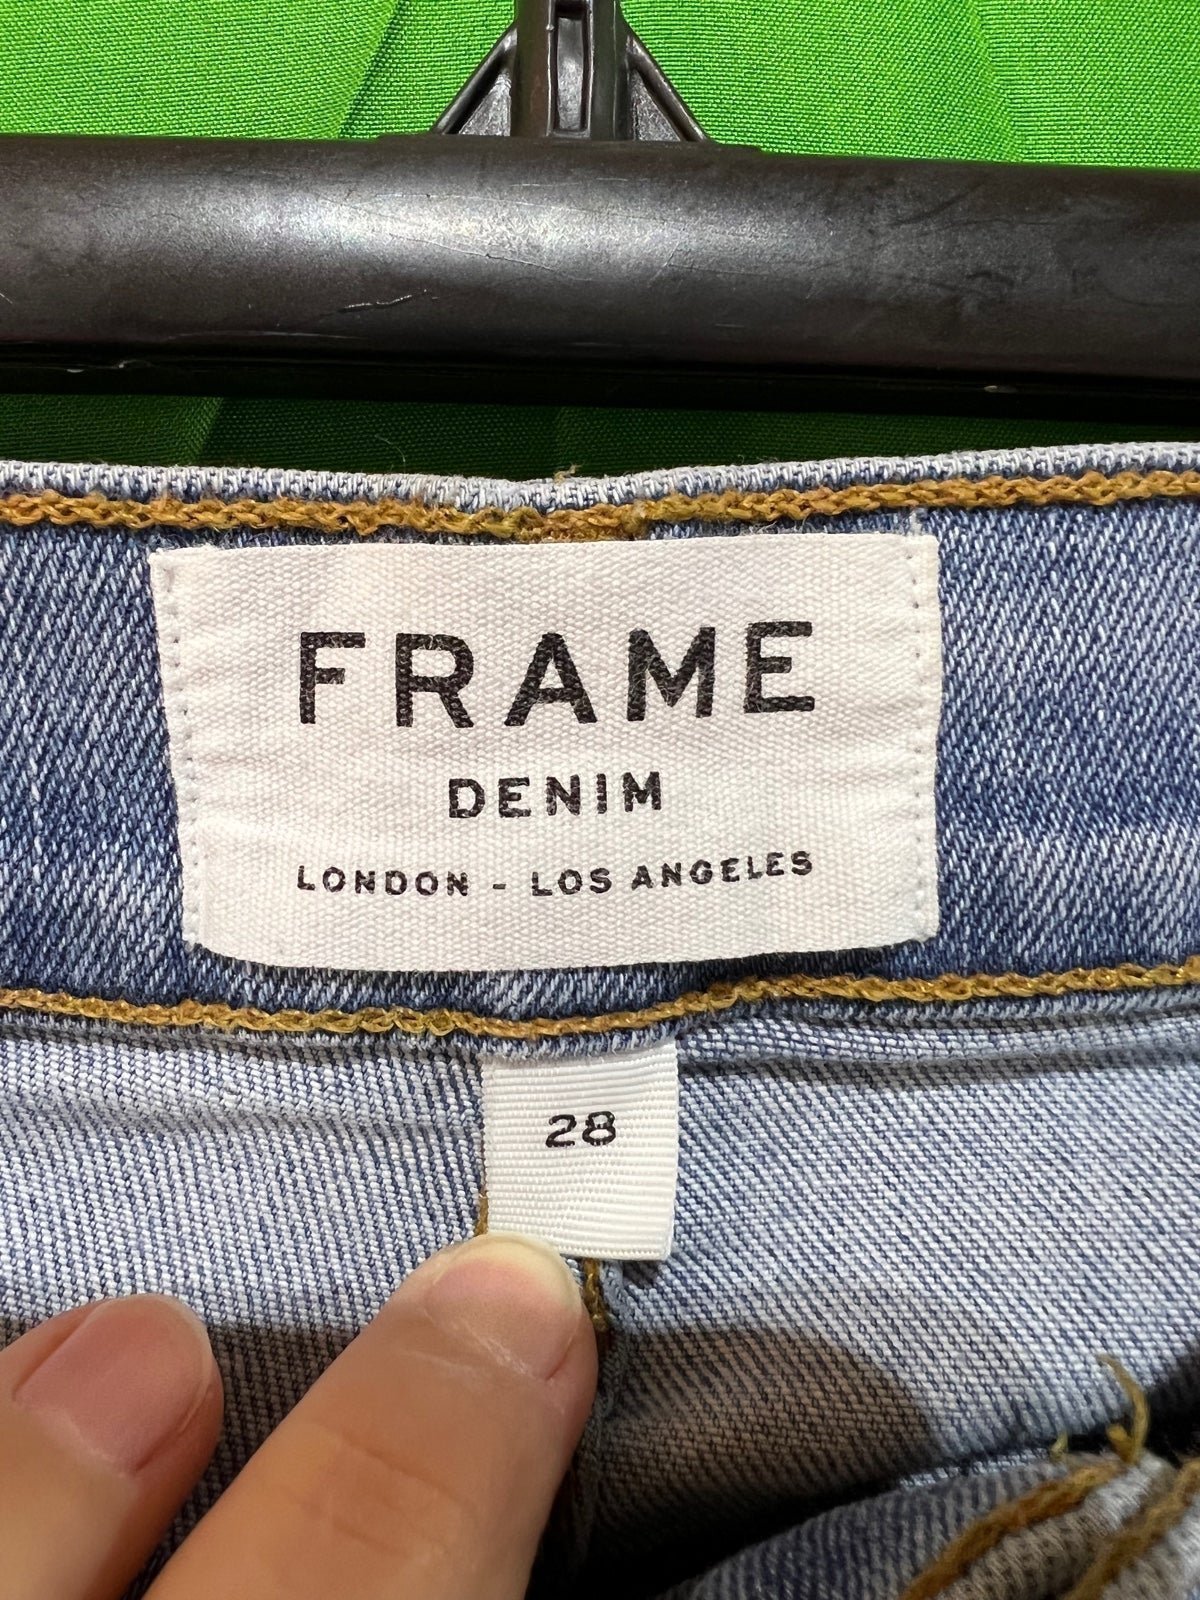 FRAME
DENIM
LONDON - LOS ANGELES
28